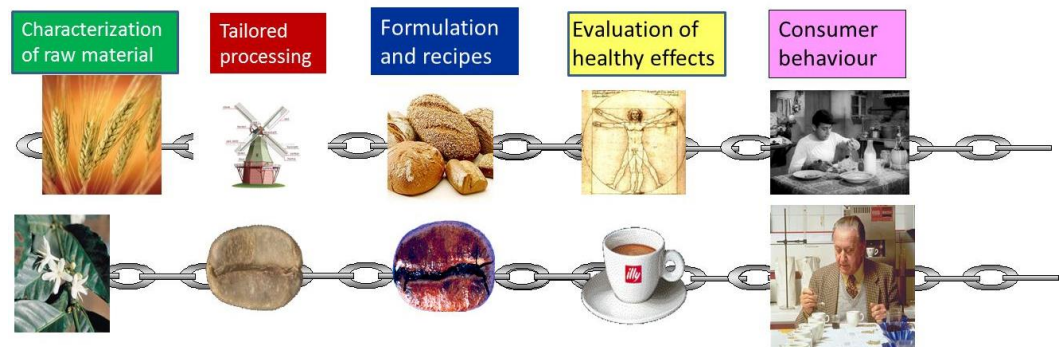 Characterization
of raw material
Tailored
processing
Formulation
and recipes
Evaluation of
healthy effects
Consumer
behaviour
illy